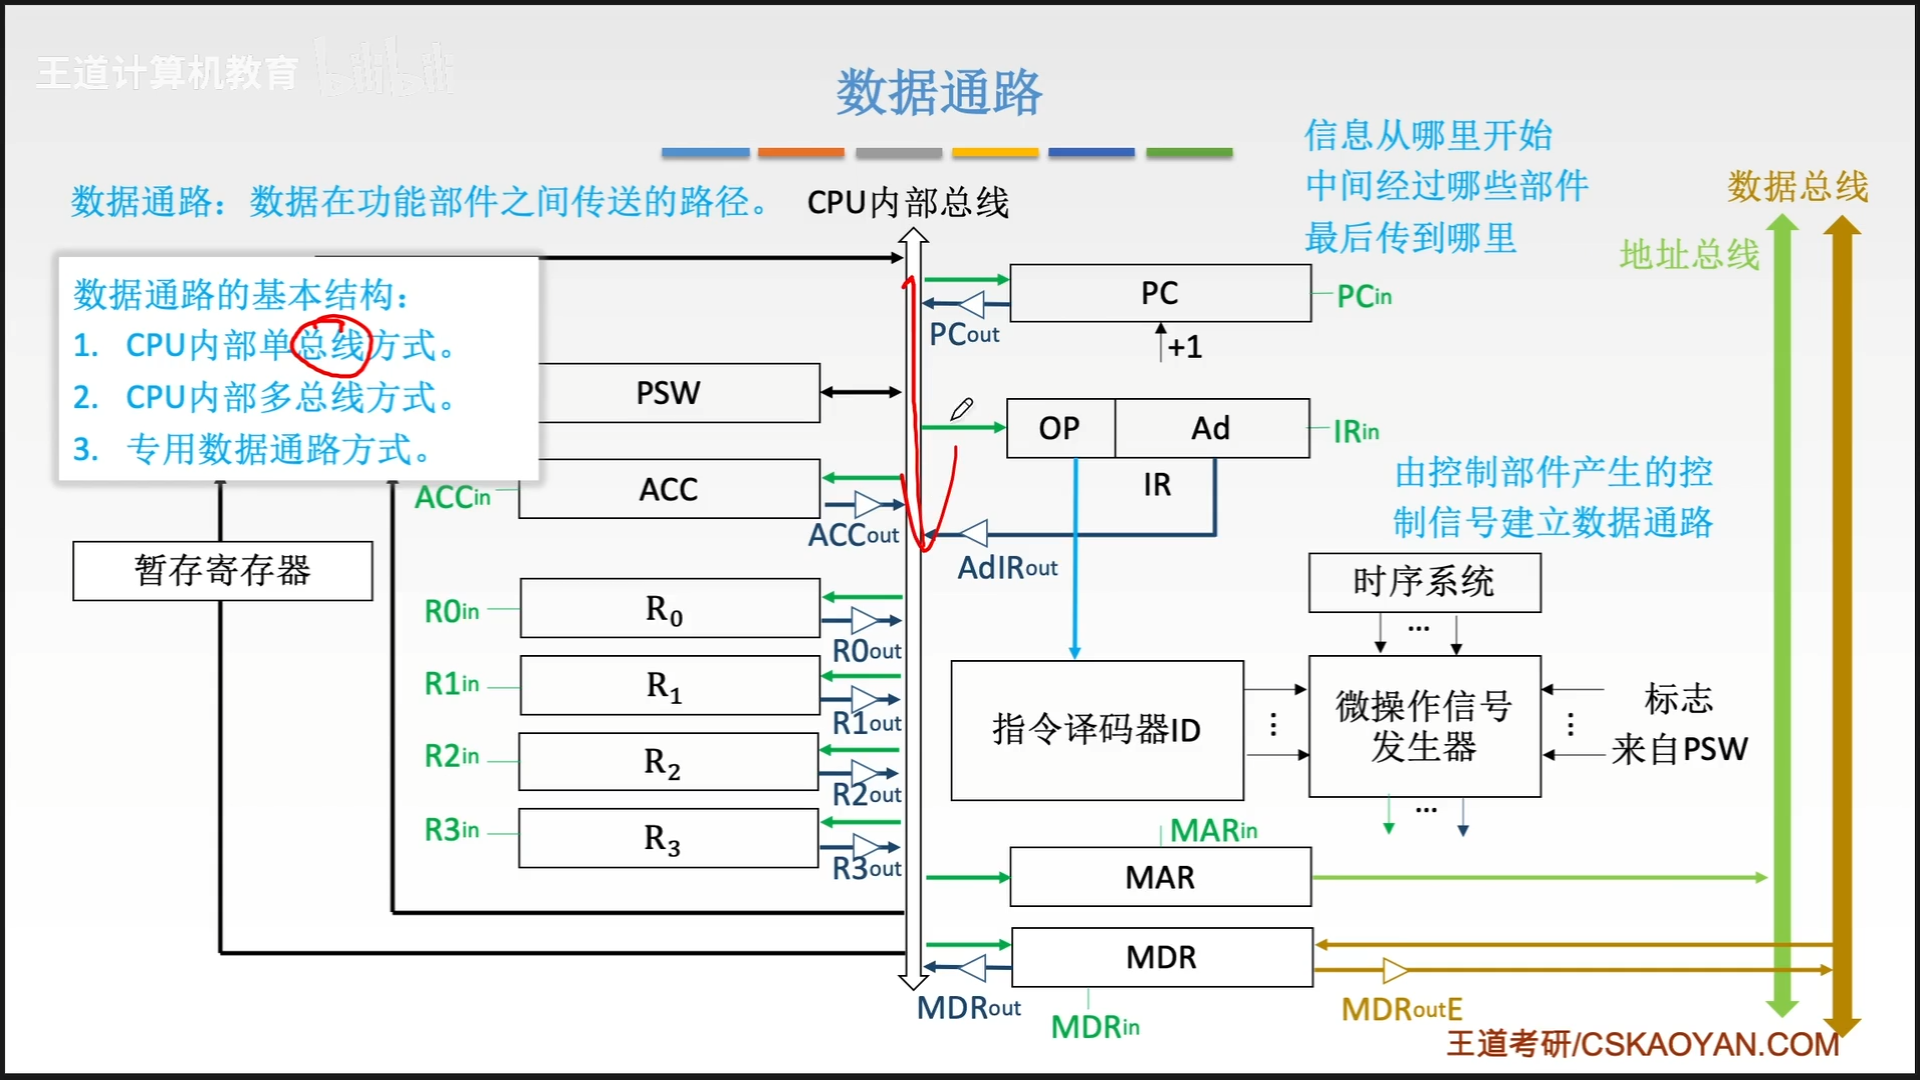 王道计算机教育 bilibili
数据通路
数据通路：数据在功能部件之间传送的路径。
CPU内部总线
信息从哪里开始
中间经过哪些部件
最后传到哪里
数据总线
地址总线
数据通路的基本结构：
1. CPU内部单总线方式。
2. CPU内部多总线方式。
3. 专用数据通路方式。
PC
PCin
PCout
+1
PSW
OP
Ad
IRin
IR
ACCin
ACC
ACCout
AdIRout
由控制部件产生的控
制信号建立数据通路
暂存寄存器
时序系统
...
R0in
R₀
R0out
R1in
R₁
R1out
R2in
R₂
R2out
R3in
R₃
R3out
指令译码器ID
⋮
微操作信号
发生器
⋮
标志
来自PSW
...
MARin
MAR
MDR
MDRout
MDRin
MDRoutE
王道考研/CSKAOYAN.COM